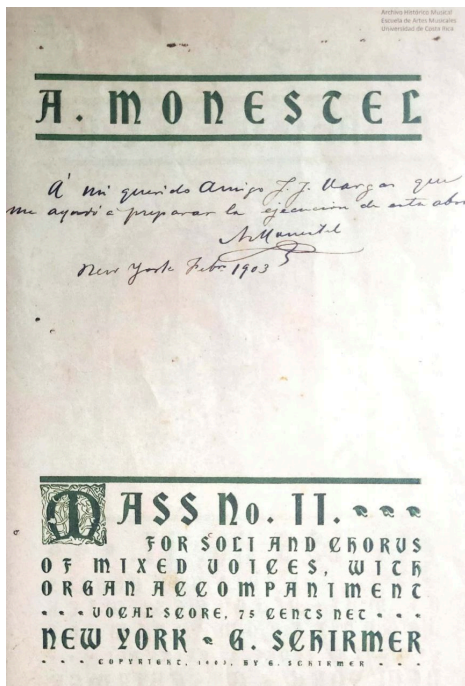 Archivo Histórico Musical
Escuela de Artes Musicales
Universidad de Costa Rica
A. MONESTEL
Á mi querido Amigo J. J. Vargas que
me ayudó á preparar la ejecución de esta obra
A Monestel
New York Feb. 1903
MASS No. II.
FOR SOLI AND CHORUS
OF MIXED VOICES, WITH
ORGAN ACCOMPANIMENT
VOCAL SCORE, 75 CENTS NET
NEW YORK G. SCHIRMER
COPYRIGHT, 1903, BY G. SCHIRMER